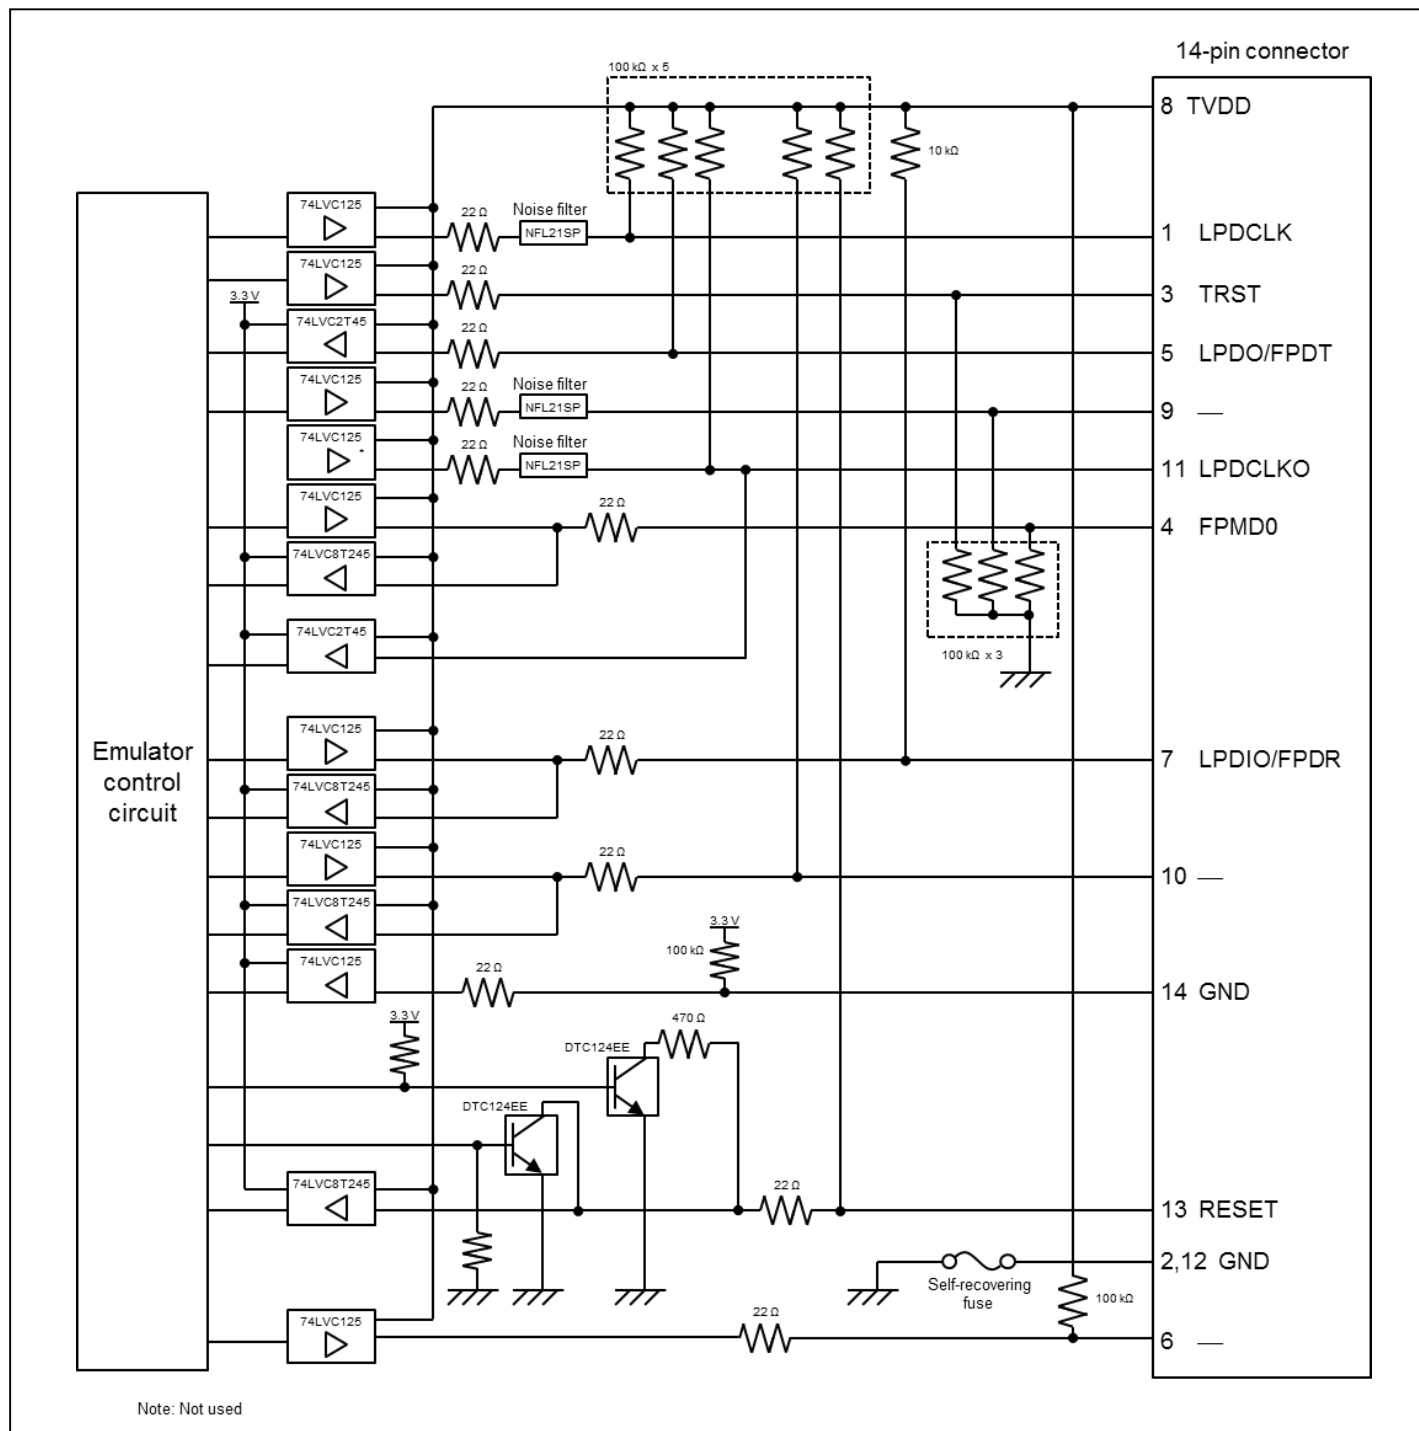 14-pin connector
100 kΩ x 5
8 TVDD
10 kΩ
74LVC125
22 Ω
Noise filter
NFL21SP
1 LPDCLK
74LVC125
22 Ω
3 TRST
3.3 V
74LVC2T45
22 Ω
5 LPDO/FPDT
74LVC125
22 Ω
Noise filter
NFL21SP
9 —
74LVC125
*
22 Ω
Noise filter
NFL21SP
11 LPDCLKO
74LVC125
22 Ω
4 FPMD0
74LVC8T245
74LVC2T45
100 kΩ x 3
Emulator
control
circuit
74LVC125
22 Ω
7 LPDIO/FPDR
74LVC8T245
74LVC125
22 Ω
10 —
74LVC8T245
3.3 V
100 kΩ
74LVC125
22 Ω
14 GND
3.3 V
470 Ω
DTC124EE
DTC124EE
74LVC8T245
22 Ω
13 RESET
2,12 GND
Self-recovering
fuse
100 kΩ
74LVC125
22 Ω
6 —
Note: Not used